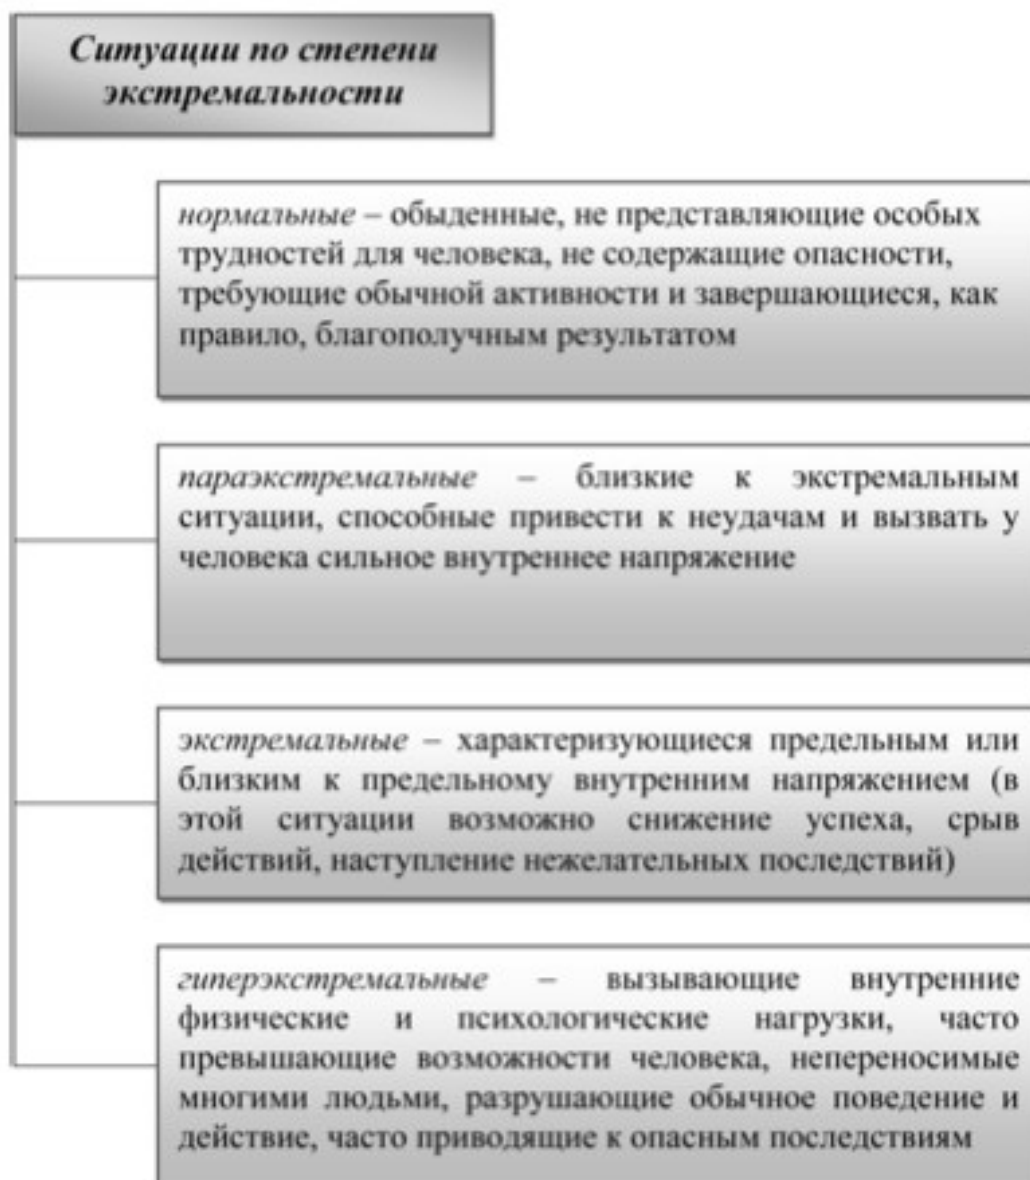 Ситуации по степени
экстремальности
нормальные – обыденные, не представляющие особых
трудностей для человека, не содержащие опасности,
требующие обычной активности и завершающиеся, как
правило, благополучным результатом
параэкстремальные – близкие к экстремальным
ситуации, способные привести к неудачам и вызвать у
человека сильное внутреннее напряжение
экстремальные – характеризующиеся предельным или
близким к предельному внутренним напряжением (в
этой ситуации возможно снижение успеха, срыв
действий, наступление нежелательных последствий)
гиперэкстремальные – вызывающие внутренние
физические и психологические нагрузки, часто
превышающие возможности человека, непереносимые
многими людьми, разрушающие обычное поведение и
действие, часто приводящие к опасным последствиям